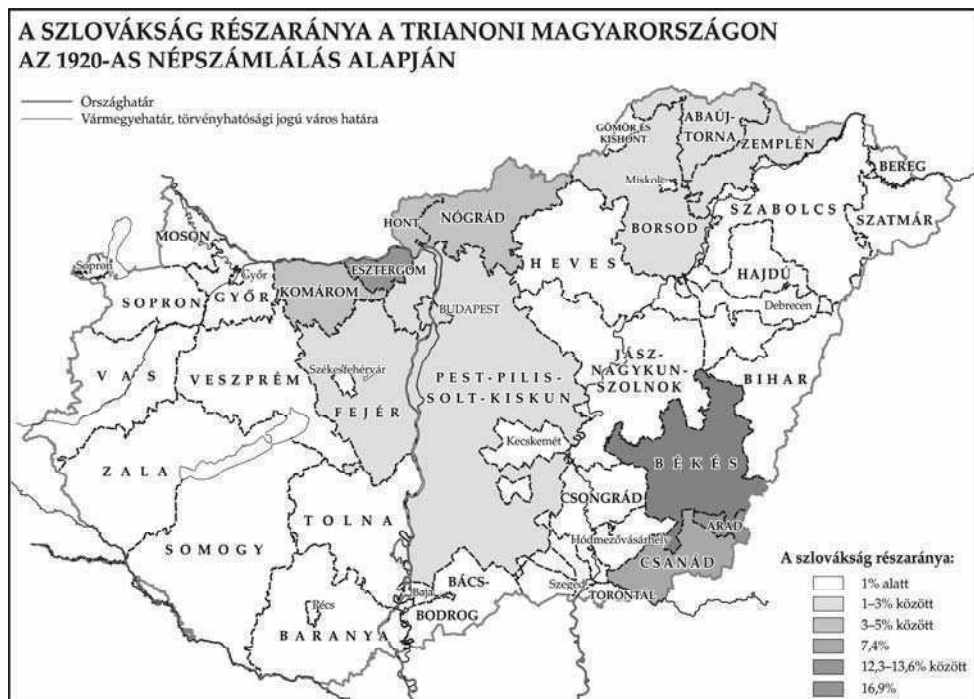 A SZLOVÁKSÁG RÉSZARÁNYA A TRIANONI MAGYARORSZÁGON
AZ 1920-AS NÉPSZÁMLÁLÁS ALAPJÁN
Országhatár
Vármegyehatár, törvényhatósági jogú város határa
ABAÚJ-
TORNA
GÖMÖR ÉS
KISHONT
ZEMPLÉN
BEREG
Miskolc
SZABOLCS
SZATMÁR
HONT
NÓGRÁD
BORSOD
MOSON
Sopron
Győr
ESZTERGOM
HEVES
HAJDÚ
SOPRON
GYŐR
KOMÁROM
BUDAPEST
Debrecen
VAS
VESZPRÉM
Székesfehérvár
FEJÉR
PEST-PILIS-
SOLT-KISKUN
JÁSZ-
NAGYKUN-
SZOLNOK
BIHAR
Kecskemét
ZALA
BÉKÉS
CSONGRÁD
TOLNA
ARAD
Hódmezővásárhely
SOMOGY
CSANÁD
Szeged
TORONTÁL
Baja
BÁCS-
BODROG
Pécs
BARANYA
A szlovákság részaránya:
1% alatt
1–3% között
3–5% között
7,4%
12,3–13,6% között
16,9%